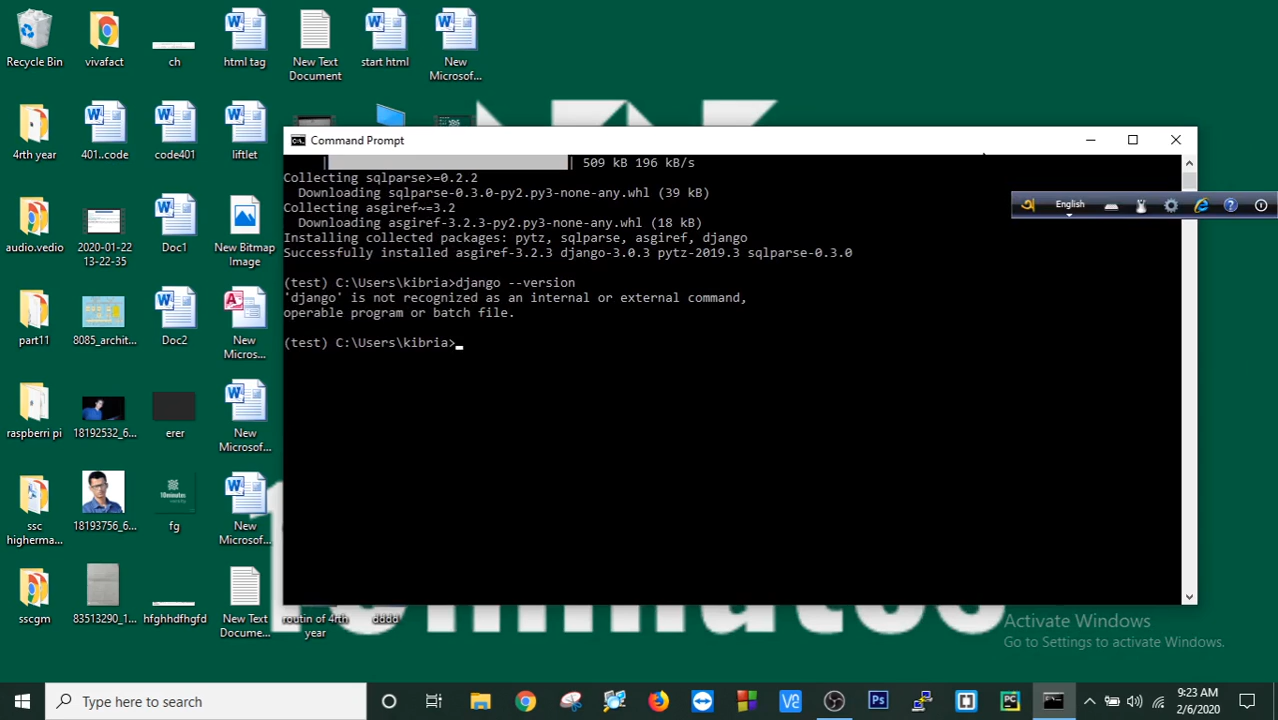 Recycle Bin
vivafact
ch
html tag
New Text
Document
start html
New
Microsof...
4rth year
401..code
code401
liftlet
audio.vedio
2020-01-22
13-22-35
Doc1
New Bitmap
Image
part11
8085_archit...
Doc2
New
Micros...
raspberri pi
18192532_6...
erer
New
Microsof...
ssc
higherma...
18193756_6...
10minutes
fg
New
Microsof...
sscgm
83513290_1...
hfghhdfhgfd
New Text
Docume...
routin of 4rth
year
dddd
Command Prompt
| 509 kB 196 kB/s
Collecting sqlparse>=0.2.2
Downloading sqlparse-0.3.0-py2.py3-none-any.whl (39 kB)
Collecting asgiref~=3.2
Downloading asgiref-3.2.3-py2.py3-none-any.whl (18 kB)
Installing collected packages: pytz, sqlparse, asgiref, django
Successfully installed asgiref-3.2.3 django-3.0.3 pytz-2019.3 sqlparse-0.3.0
(test) C:\Users\kibria>django --version
'django' is not recognized as an internal or external command,
operable program or batch file.
(test) C:\Users\kibria>
English
Activate Windows
Go to Settings to activate Windows.
Type here to search
Ps
PC
9:23 AM
2/6/2020